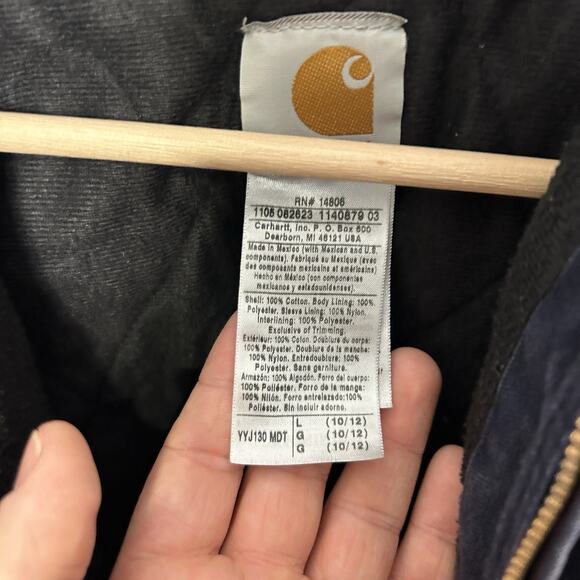 RN# 14806
1105 082623 1140879 03
Carhartt, Inc. P. O. Box 600
Dearborn, MI 48121 USA
Made in Mexico (with Mexican and U.S.
components). Fabriqué au Mexique (avec
des composants mexicains et américains)
Hecho en México (con componentes
mexicanos y estadounidenses).
Shell: 100% Cotton. Body Lining: 100%
Polyester. Sleeve Lining: 100% Nylon.
Interlining: 100% Polyester.
Exclusive of Trimming.
Extérieur: 100% Coton. Doublure du corps:
100% Polyester. Doublure de la manche:
100% Nylon. Entredoublure: 100%
Polyester. Sans garniture.
Armazón: 100% Algodón. Forro del cuerpo:
100% Poliéster. Forro de la manga:
100% Nilón. Forro entrelazado: 100%
Poliéster. Sin incluir adorno.
YYJ130 MDT
L (10/12)
G (10/12)
G (10/12)